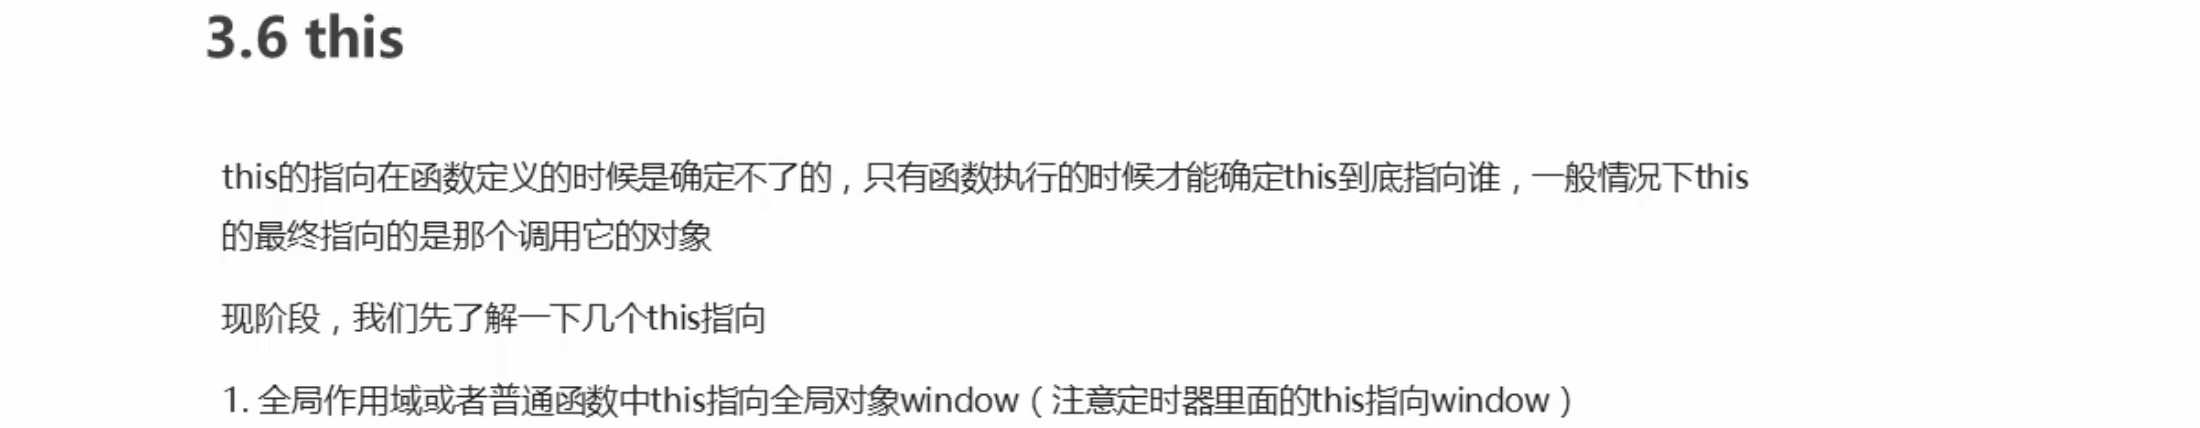 3.6 this
this的指向在函数定义的时候是确定不了的，只有函数执行的时候才能确定this到底指向谁，一般情况下this
的最终指向的是那个调用它的对象
现阶段，我们先了解一下几个this指向
1. 全局作用域或者普通函数中this指向全局对象window（注意定时器里面的this指向window）